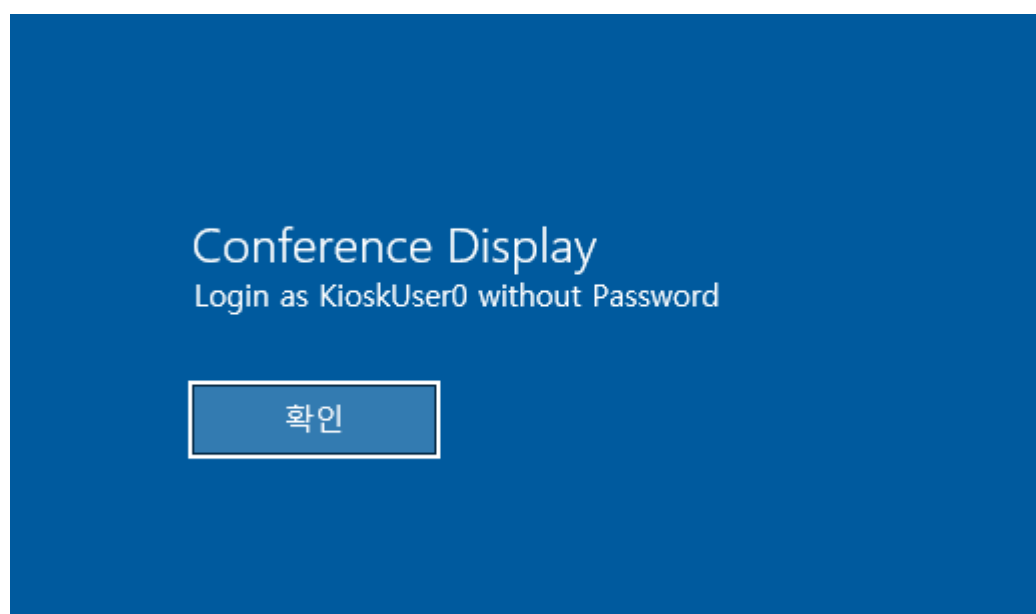 Conference Display
Login as KioskUser0 without Password
확인